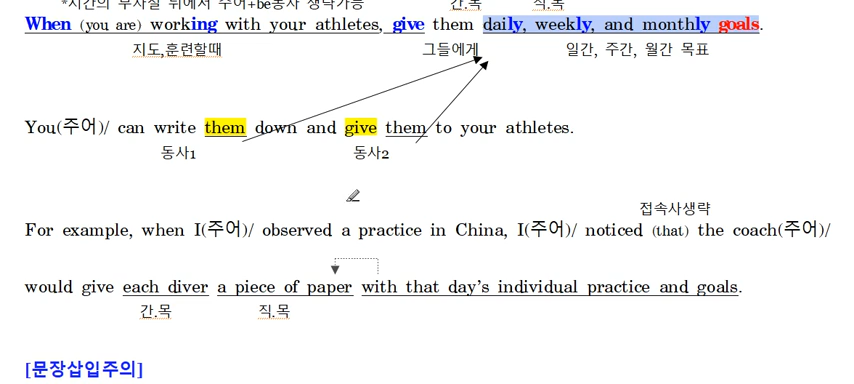 *시간의 부사절 뒤에서 주어+be동사 생략가능 간.목 직.목
When (you are) working with your athletes, give them daily, weekly, and monthly goals.
지도,훈련할때 그들에게 일간, 주간, 월간 목표
You(주어)/ can write them down and give them to your athletes.
동사1 동사2
접속사생략
For example, when I(주어)/ observed a practice in China, I(주어)/ noticed (that) the coach(주어)/
would give each diver a piece of paper with that day's individual practice and goals.
간.목 직.목
[문장삽입주의]